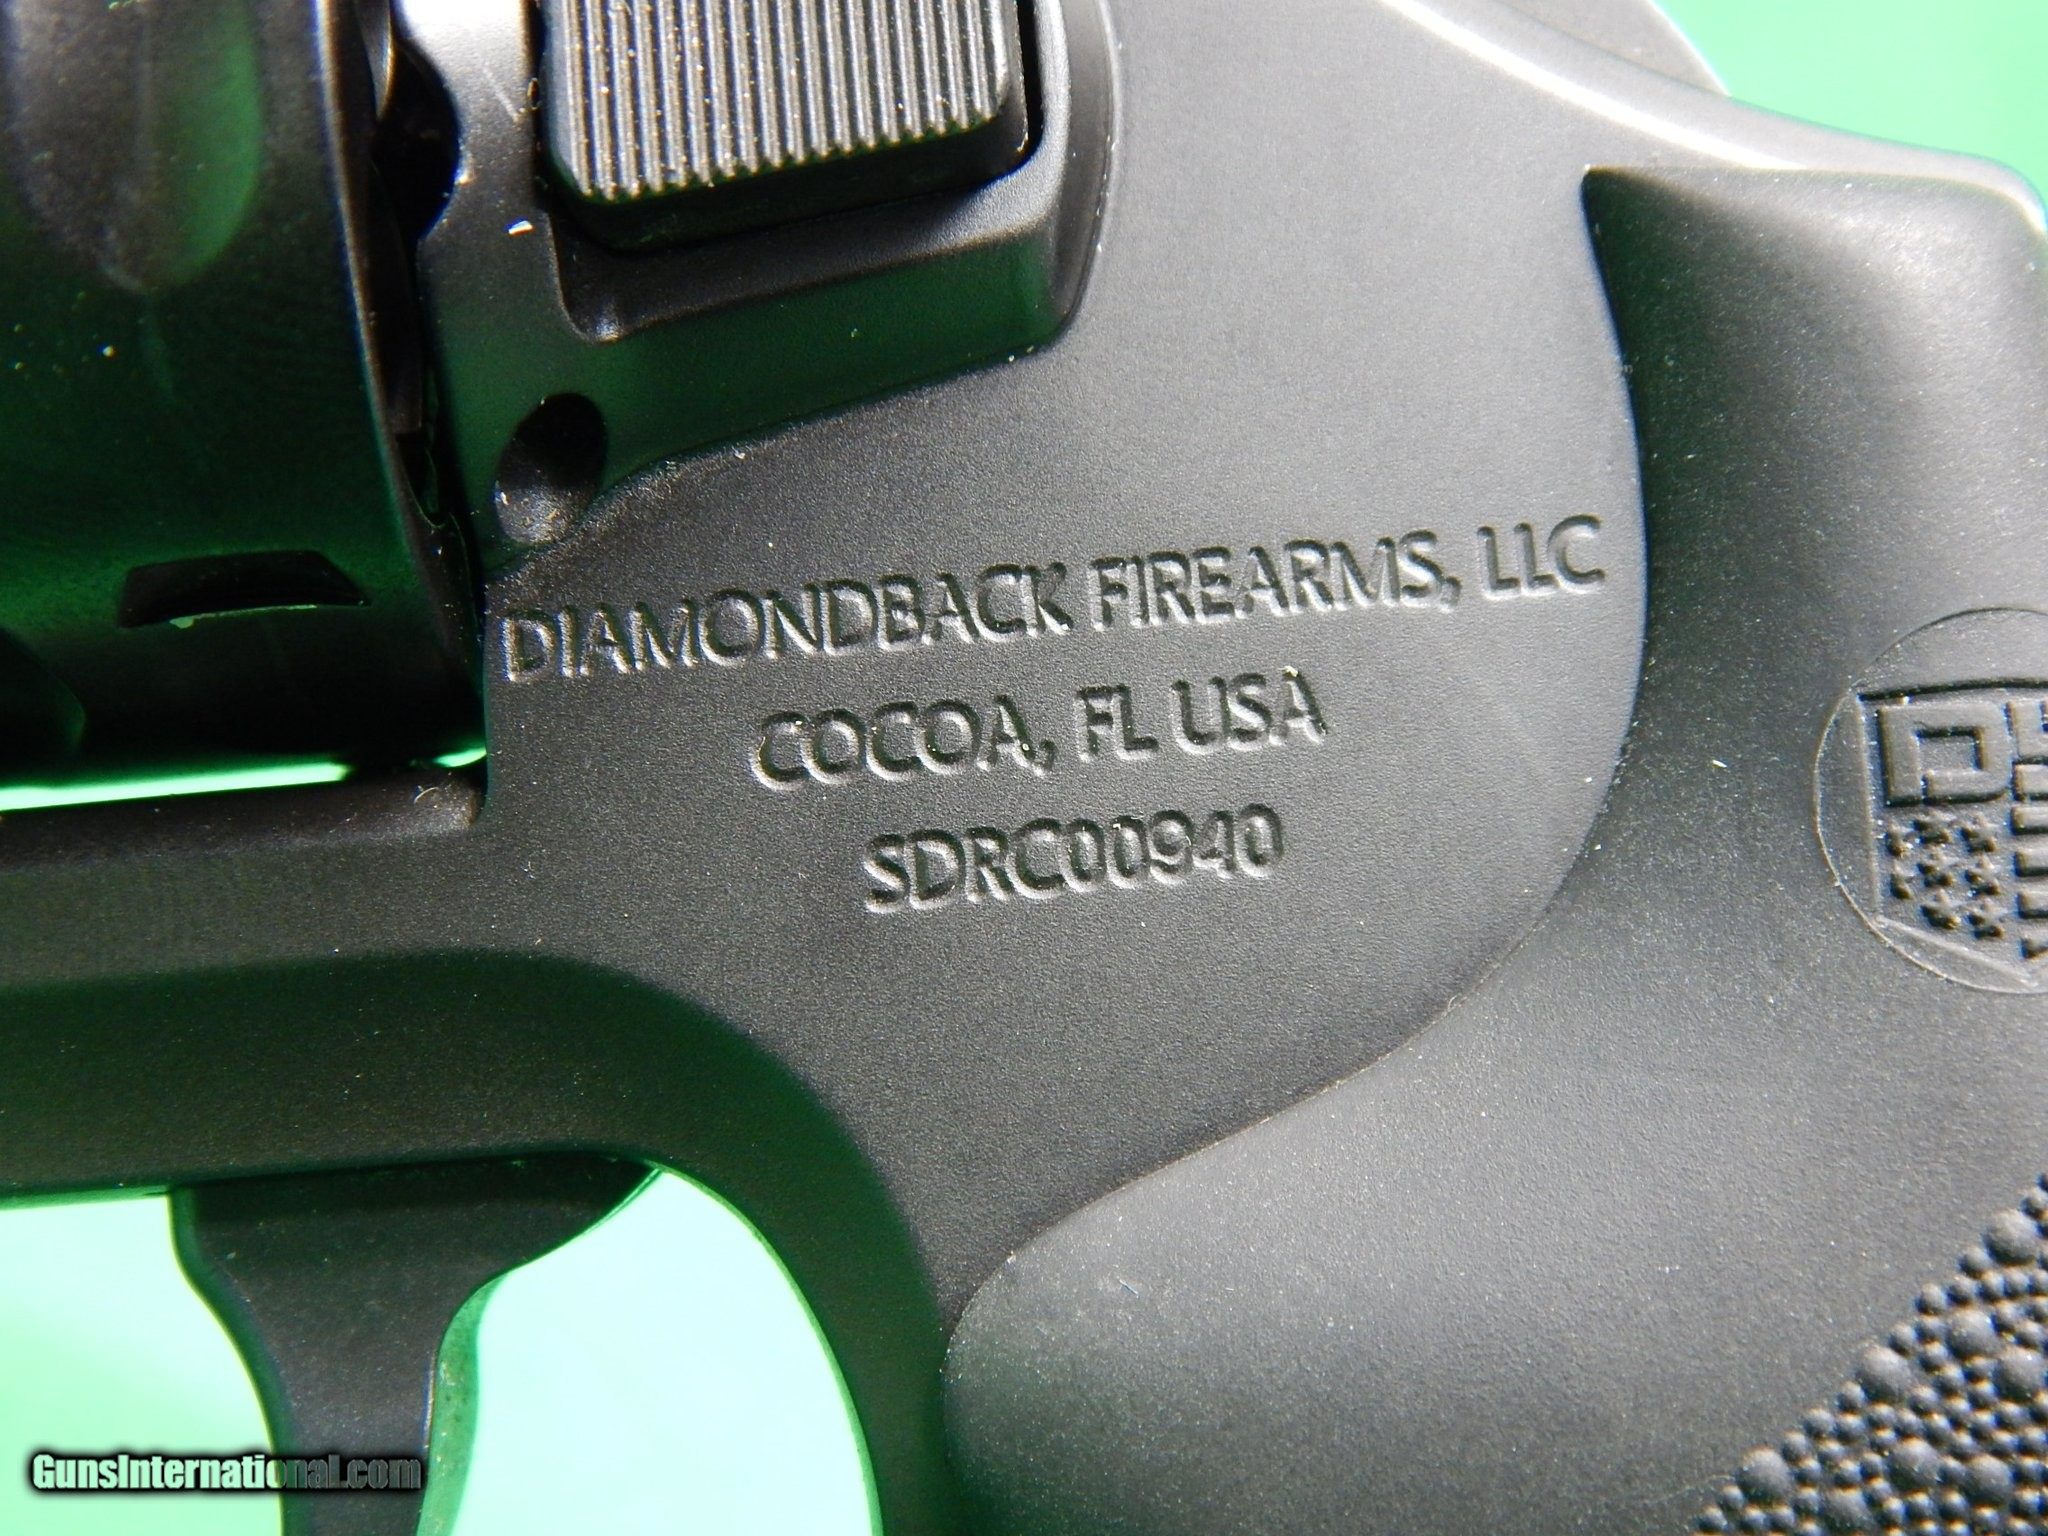 DIAMONDBACK FIREARMS, LLC
COCOA, FL USA
SDRC00940
GunsInternational.com